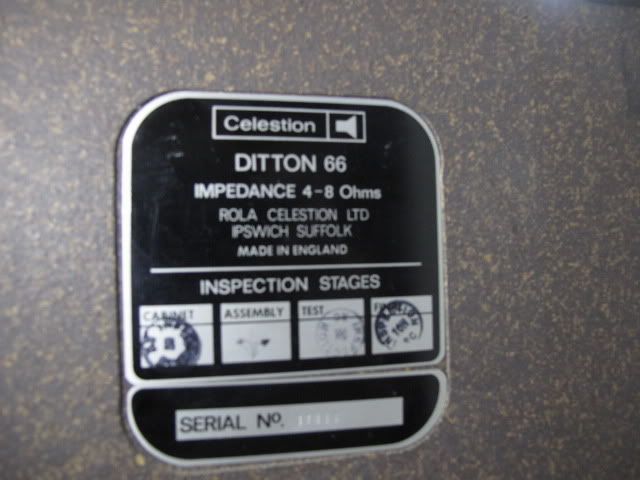 Celestion
DITTON 66
IMPEDANCE 4-8 Ohms
ROLA CELESTION LTD
IPSWICH SUFFOLK
MADE IN ENGLAND
INSPECTION STAGES
CABINET ASSEMBLY TEST
SERIAL No.